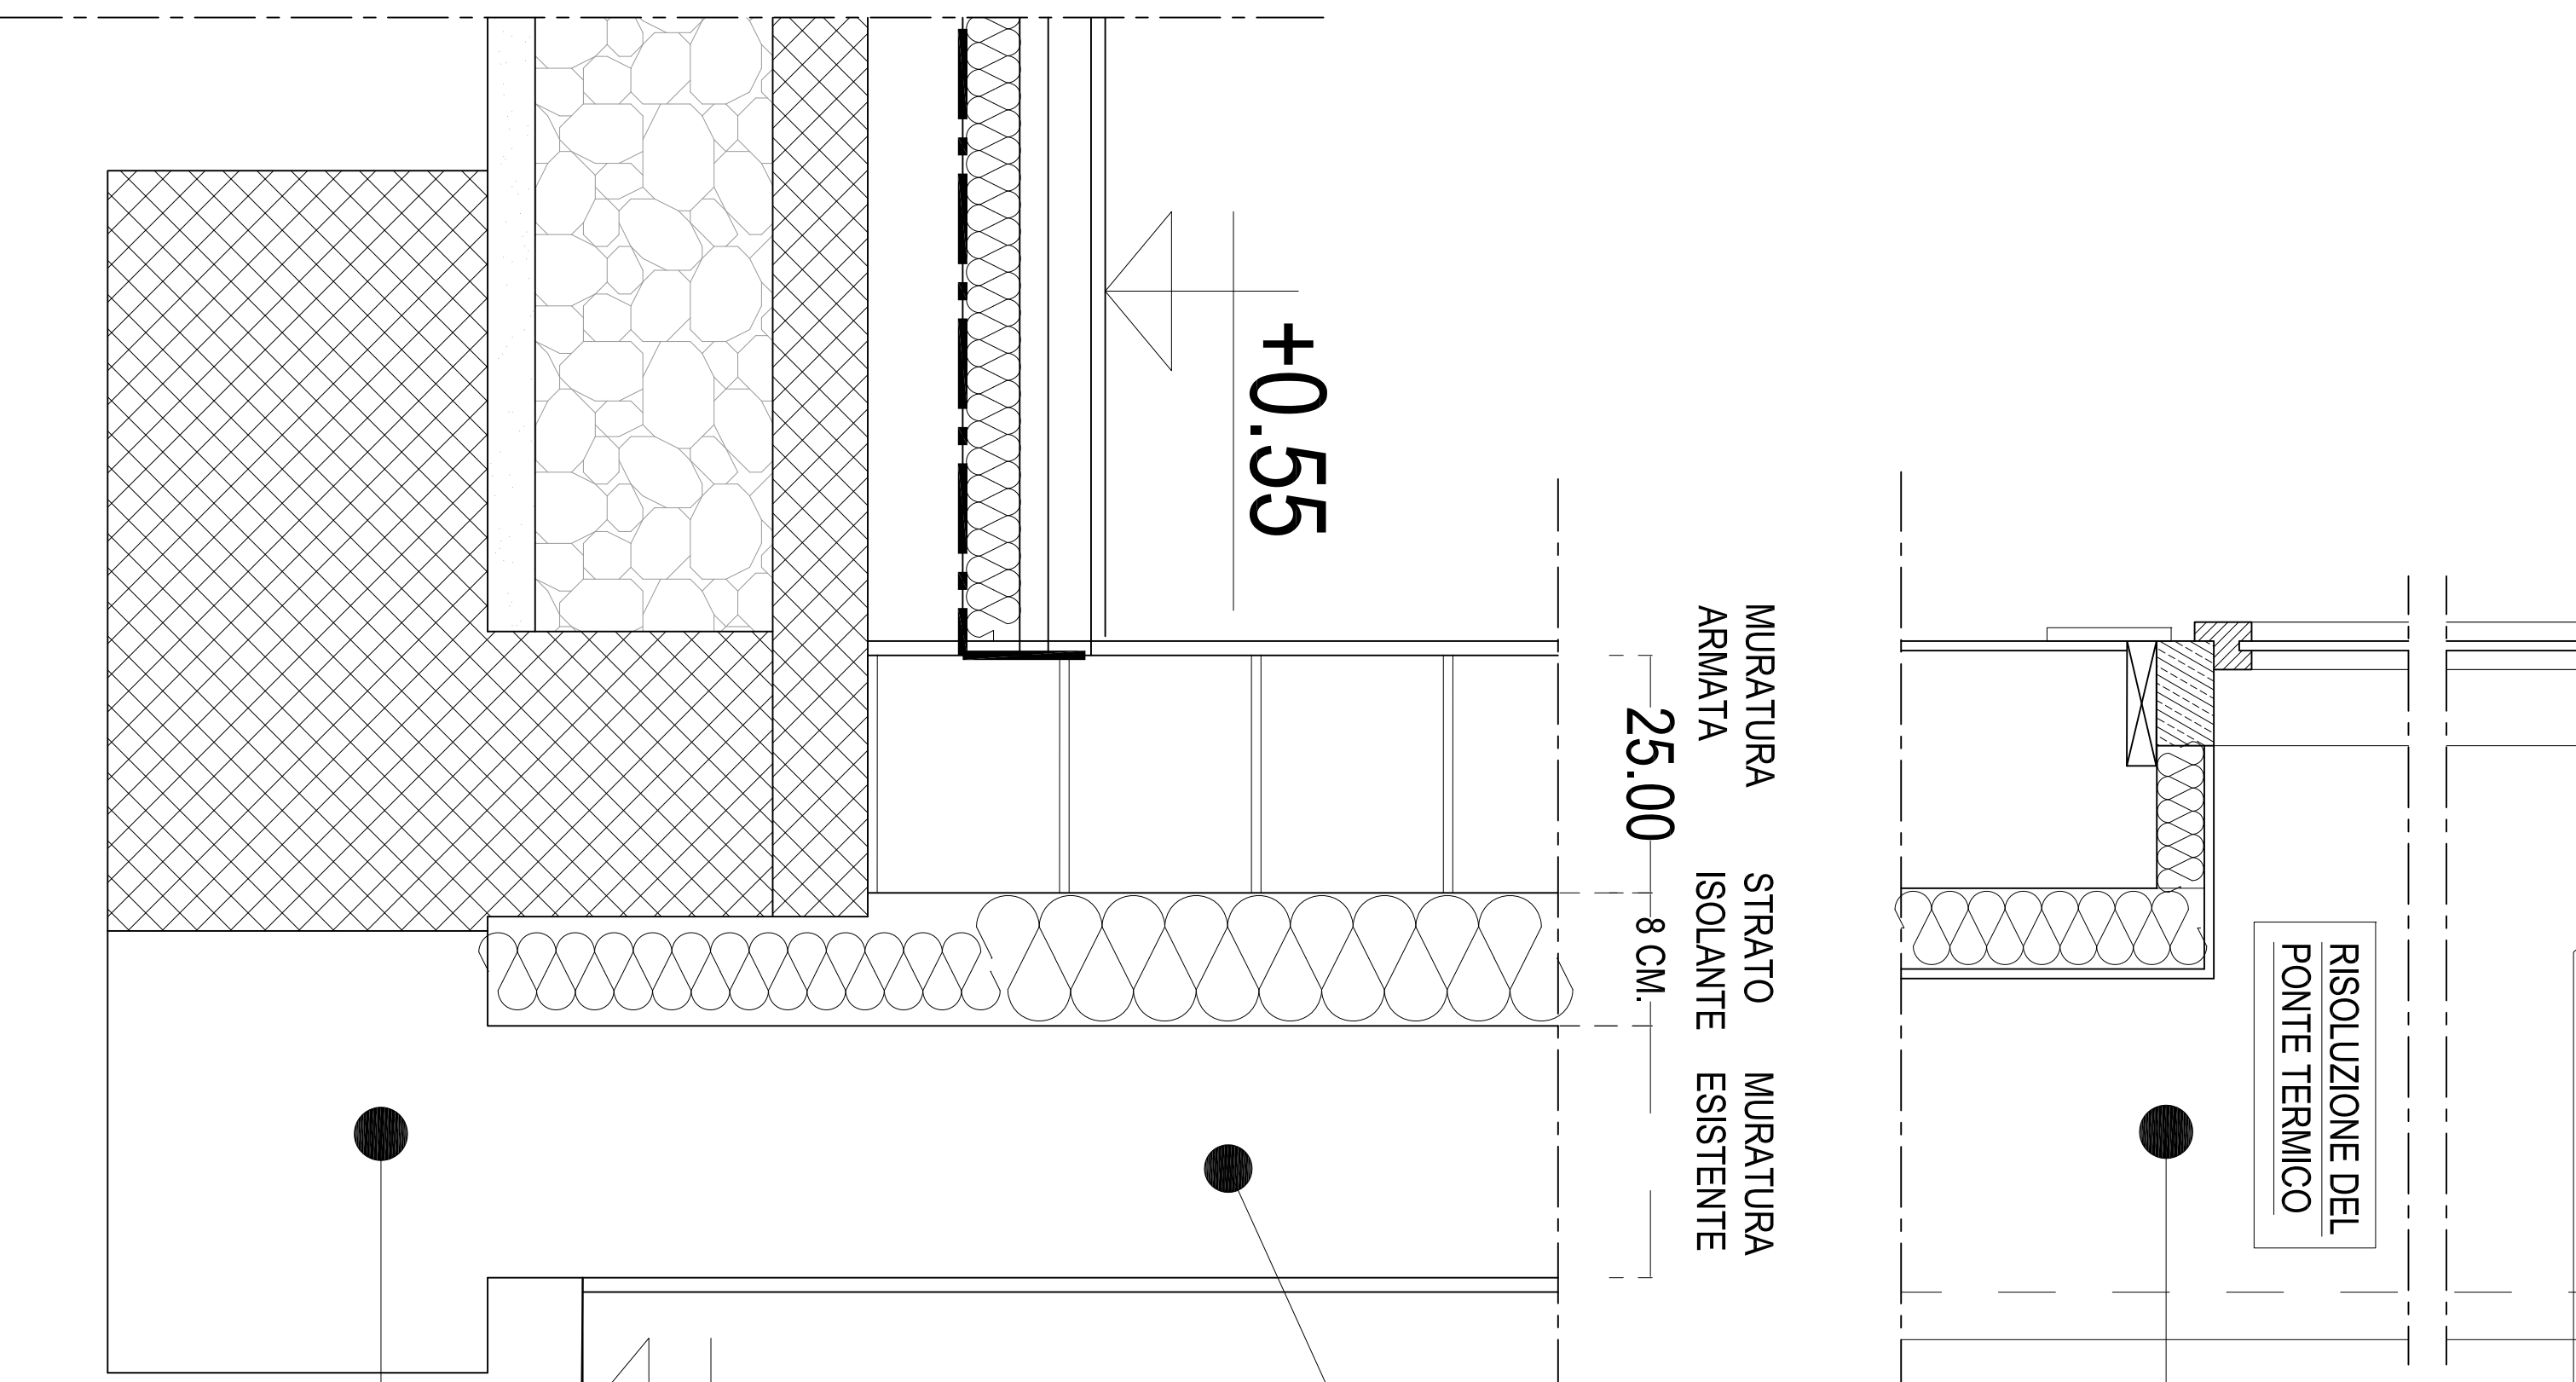 +0.55
MURATURA
ARMATA
STRATO
ISOLANTE
MURATURA
ESISTENTE
25.00
8 CM.
RISOLUZIONE DEL
PONTE TERMICO